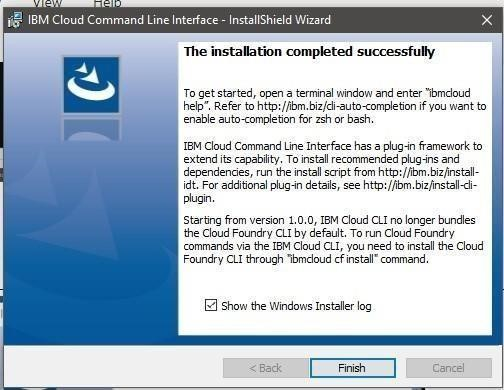 View Help
IBM Cloud Command Line Interface - InstallShield Wizard
The installation completed successfully
To get started, open a terminal window and enter "ibmcloud
help". Refer to http://ibm.biz/cli-auto-completion if you want to
enable auto-completion for zsh or bash.
IBM Cloud Command Line Interface has a plug-in framework to
extend its capability. To install recommended plug-ins and
dependencies, run the install script from http://ibm.biz/install-
idt. For additional plug-in details, see http://ibm.biz/install-cli-
plugin.
Starting from version 1.0.0, IBM Cloud CLI no longer bundles
the Cloud Foundry CLI by default. To run Cloud Foundry
commands via the IBM Cloud CLI, you need to install the Cloud
Foundry CLI through "ibmcloud cf install" command.
Show the Windows Installer log
< Back Finish Cancel